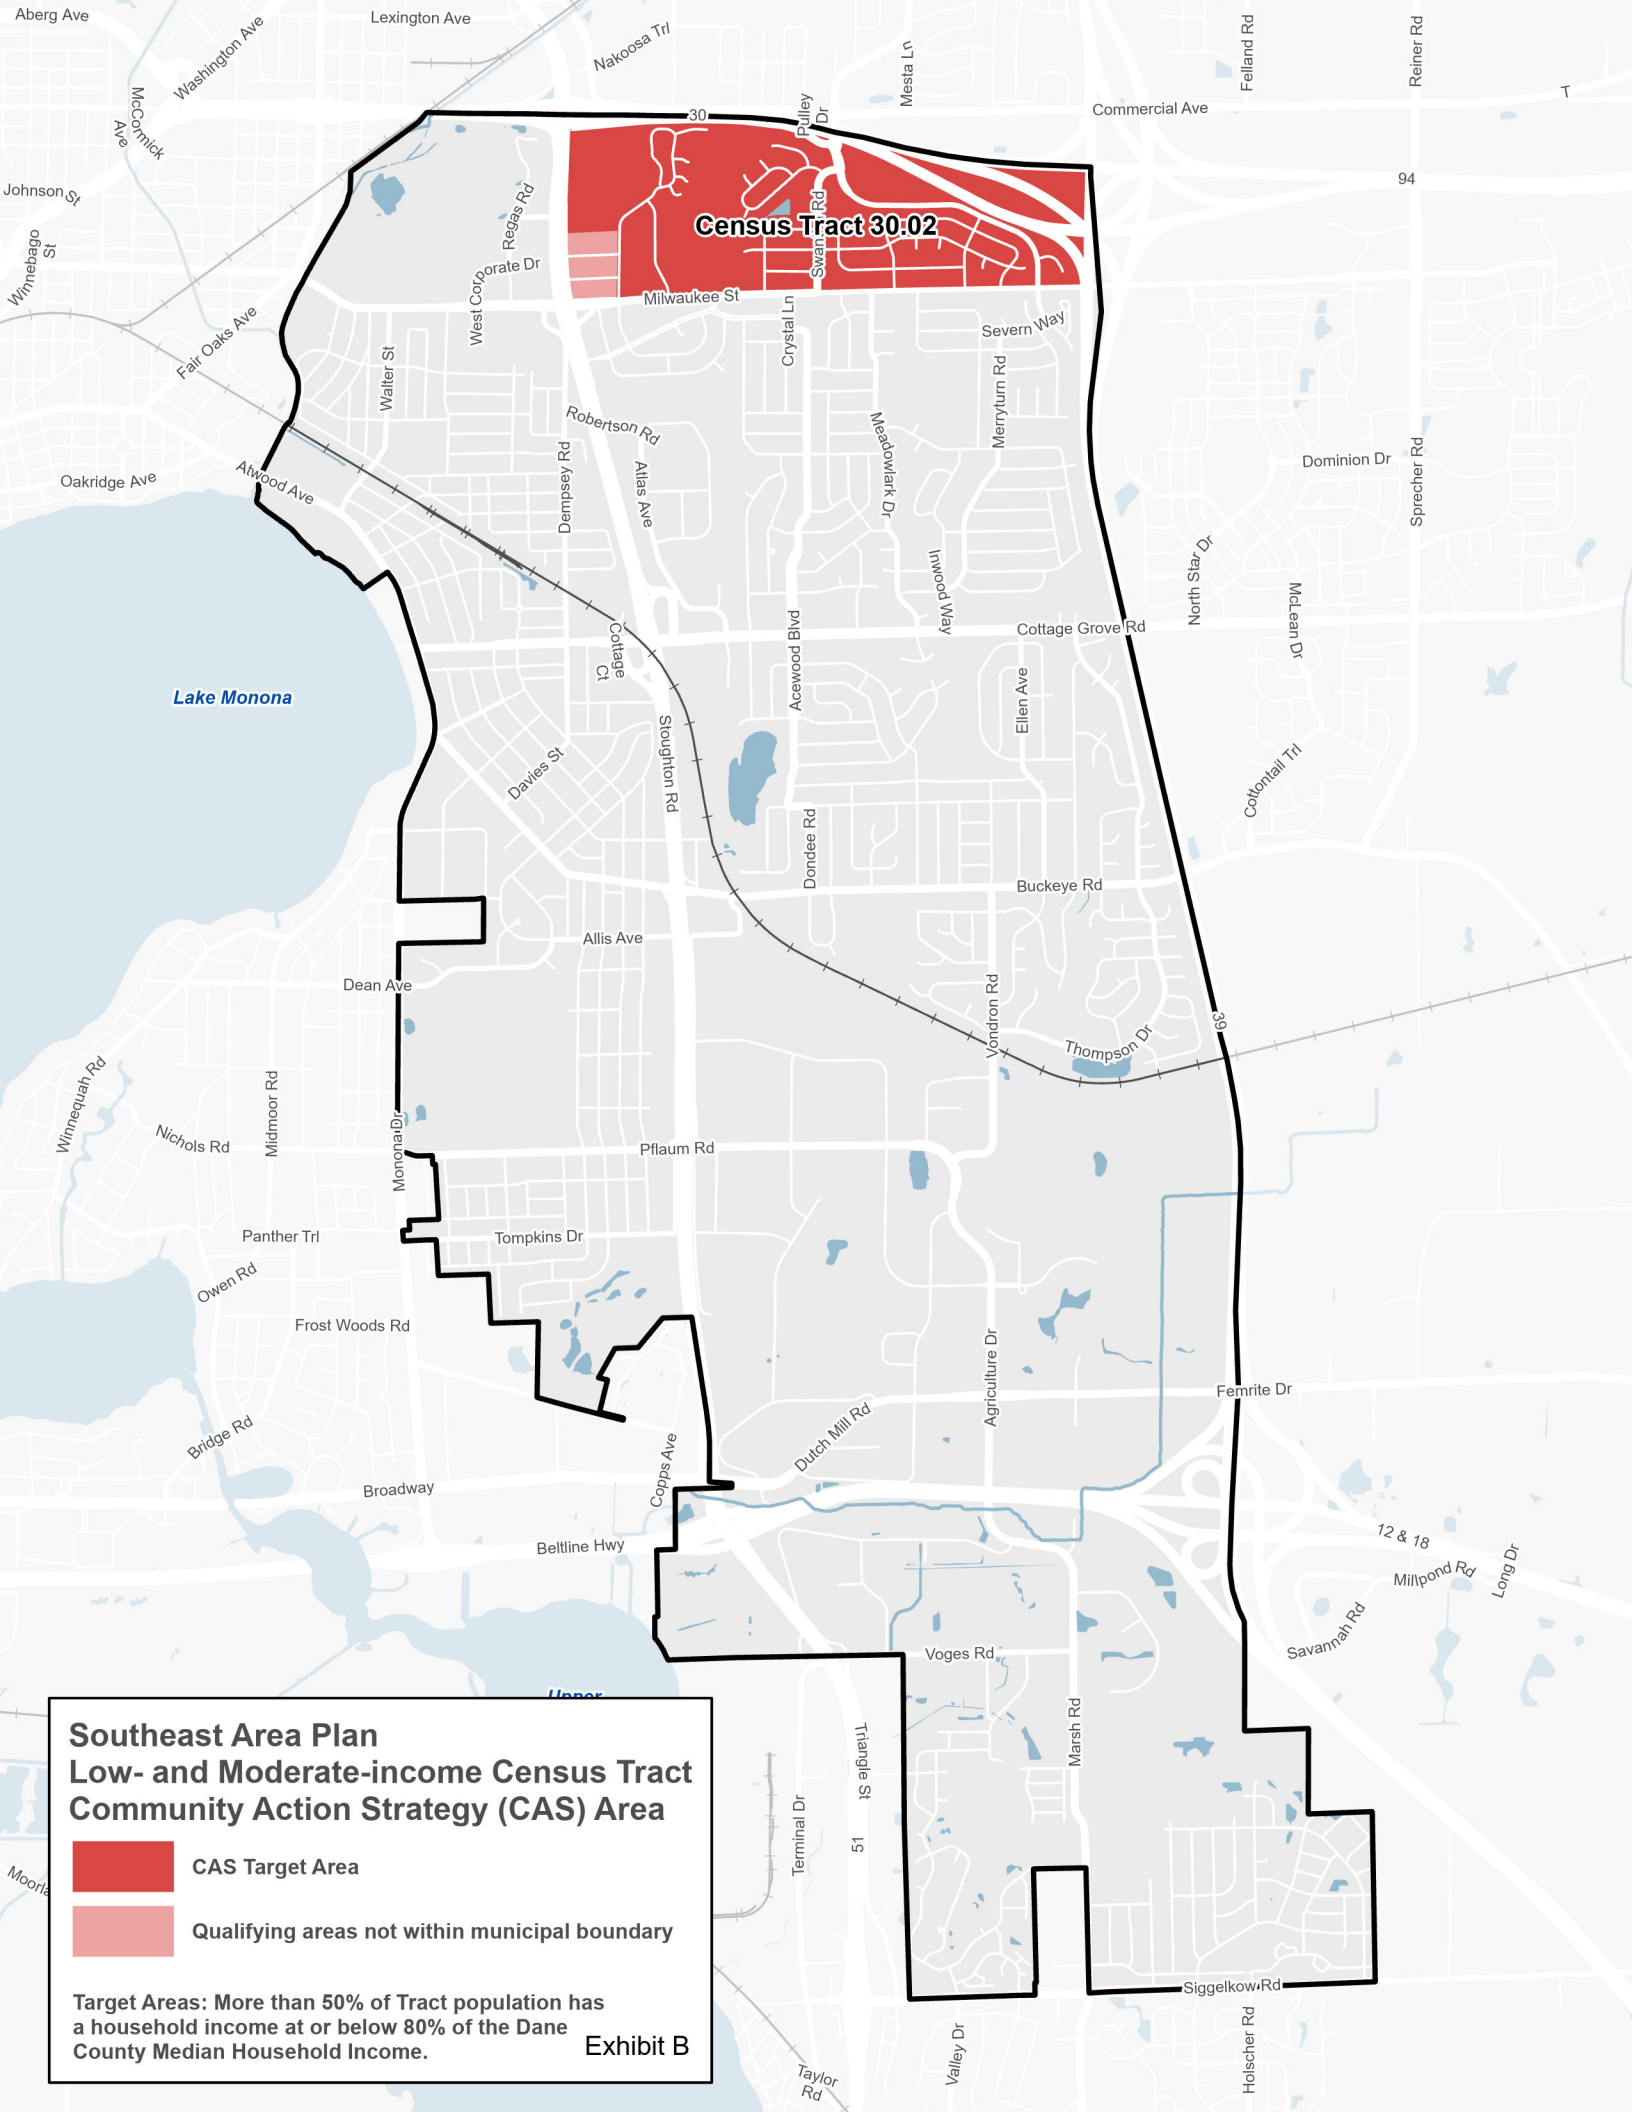 Aberg Ave
Lexington Ave
Washington Ave
Nakoosa Trl
Mesta Ln
Felland Rd
Reiner Rd
McCormick
Ave
30
Pulley
Dr
Commercial Ave
T
Johnson St
94
Regas Rd
Census Tract 30.02
Winnebago
St
West Corporate Dr
Milwaukee St
Crystal Ln
Severn Way
Fair Oaks Ave
Walter St
Merryturn Rd
Robertson Rd
Meadowlark Dr
Dempsey Rd
Atlas Ave
Dominion Dr
Sprecher Rd
Oakridge Ave
Atwood Ave
North Star Dr
Inwood Way
McLean Dr
Cottage
Ct
Acewood Blvd
Cottage Grove Rd
Lake Monona
Ellen Ave
Stoughton Rd
Davies St
Cottontail Trl
Dondee Rd
Buckeye Rd
Allis Ave
Dean Ave
Vondron Rd
39
Thompson Dr
Winnequah Rd
Midmoor Rd
Nichols Rd
Monona Dr
Pflaum Rd
Panther Trl
Tompkins Dr
Owen Rd
Frost Woods Rd
Agriculture Dr
Femrite Dr
Dutch Mill Rd
Bridge Rd
Copps Ave
Broadway
Beltline Hwy
12 & 18
Millpond Rd
Long Dr
Savannah Rd
Voges Rd
Upper
Marsh Rd
Triangle St
Terminal Dr
51
Southeast Area Plan
Low- and Moderate-income Census Tract
Community Action Strategy (CAS) Area
CAS Target Area
Qualifying areas not within municipal boundary
Target Areas: More than 50% of Tract population has
a household income at or below 80% of the Dane
County Median Household Income.
Exhibit B
Siggelkow Rd
Valley Dr
Holscher Rd
Taylor
Rd